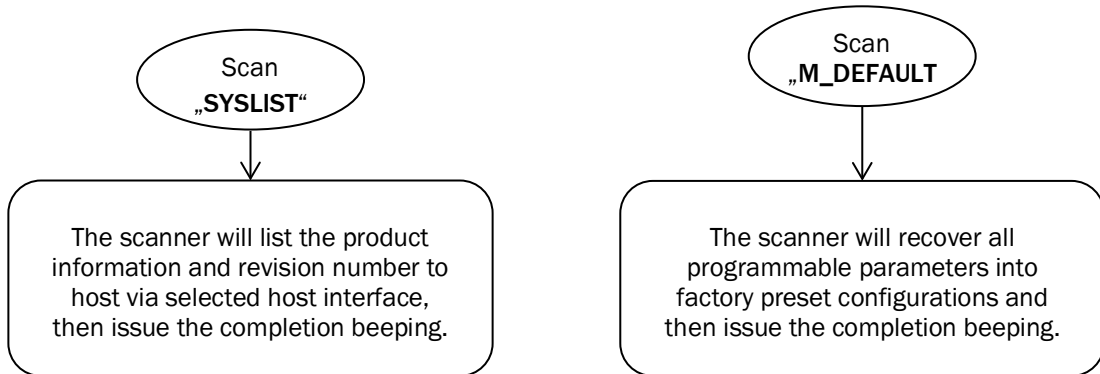 Scan
„SYSLIST“
The scanner will list the product
information and revision number to
host via selected host interface,
then issue the completion beeping.
Scan
„M_DEFAULT
The scanner will recover all
programmable parameters into
factory preset configurations and
then issue the completion beeping.